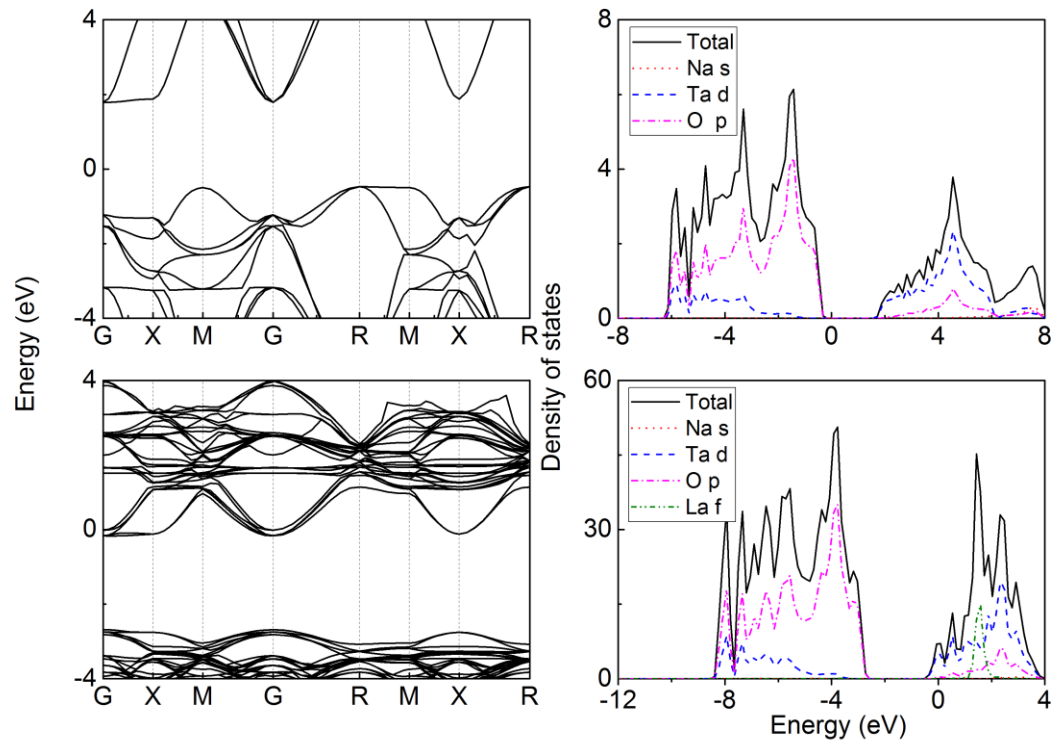 4
0
-4
G X M G R M X R
8
4
0
-8 -4 0 4 8
Total
Na s
Ta d
O p
Energy (eV)
Density of states
4
0
-4
G X M G R M X R
60
30
0
-12 -8 -4 0 4
Total
Na s
Ta d
O p
La f
Energy (eV)